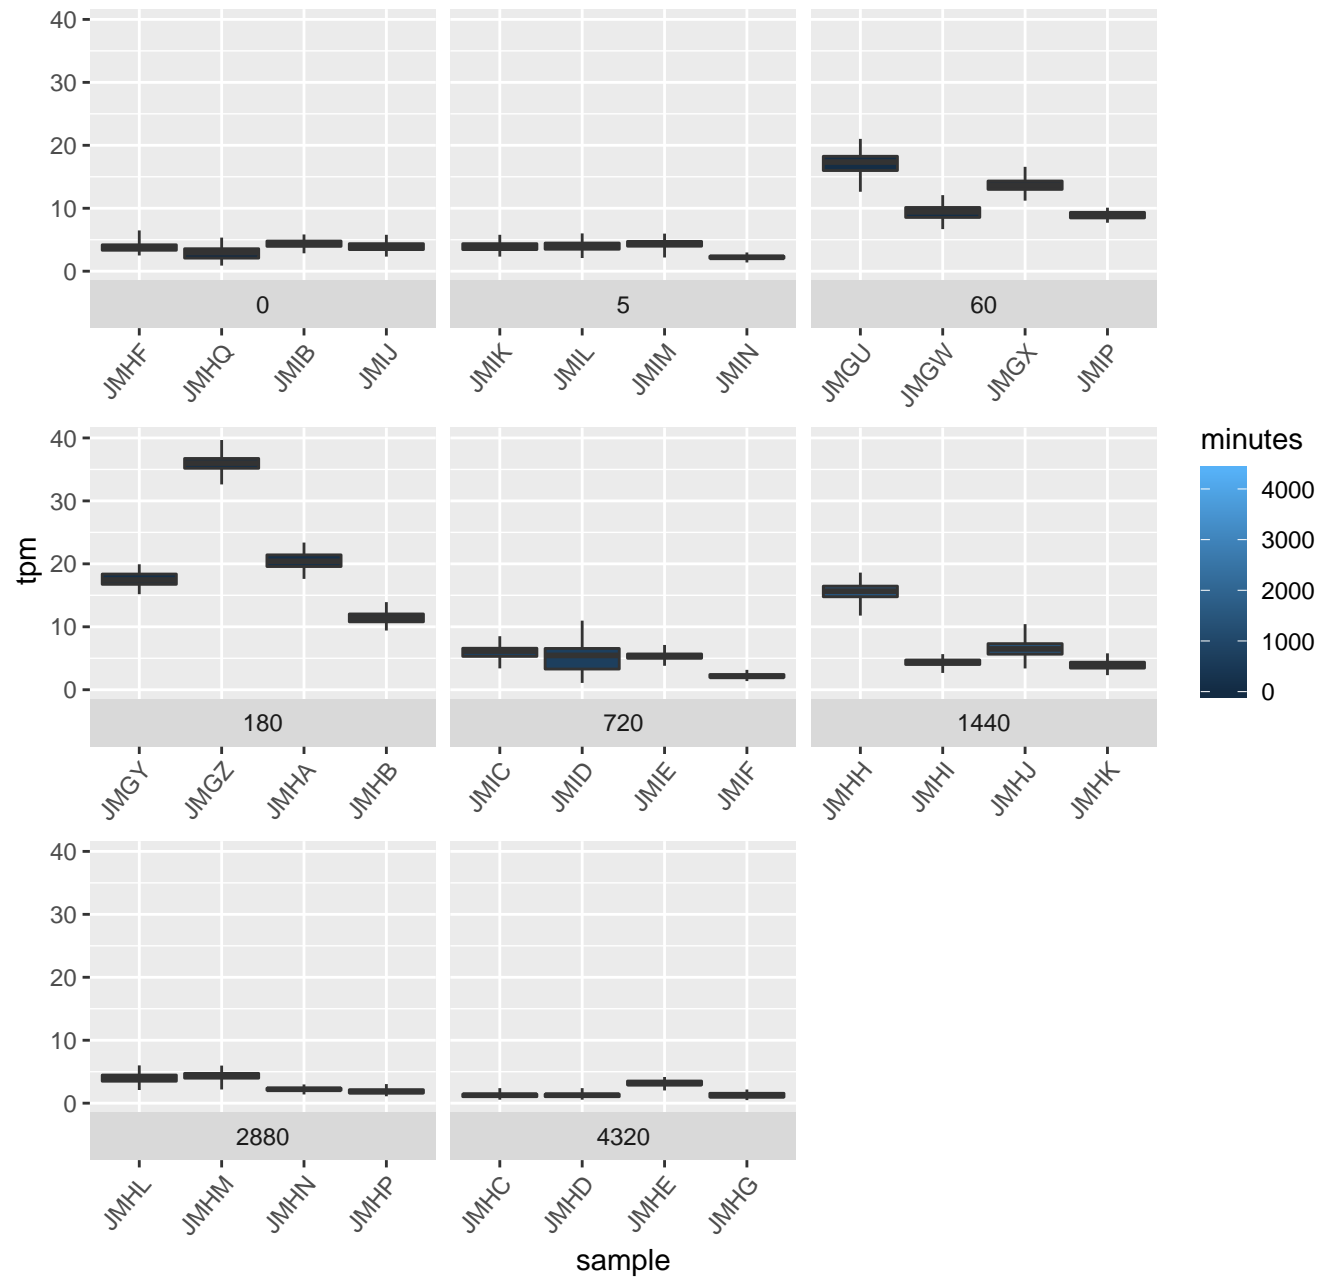 40
30
20
10
0
0
5
60
JMHF JMHQ JMIB JMIJ
JMIK JMIL JMIM JMIN
JMGU JMGW JMGX JMIP
tpm
40
30
20
10
0
180
720
1440
JMGY JMGZ JMHA JMHB
JMIC JMID JMIE JMIF
JMHH JMHI JMHJ JMHK
40
30
20
10
0
2880
4320
JMHL JMHM JMHN JMHP
JMHC JMHD JMHE JMHG
sample
minutes
4000
3000
2000
1000
0